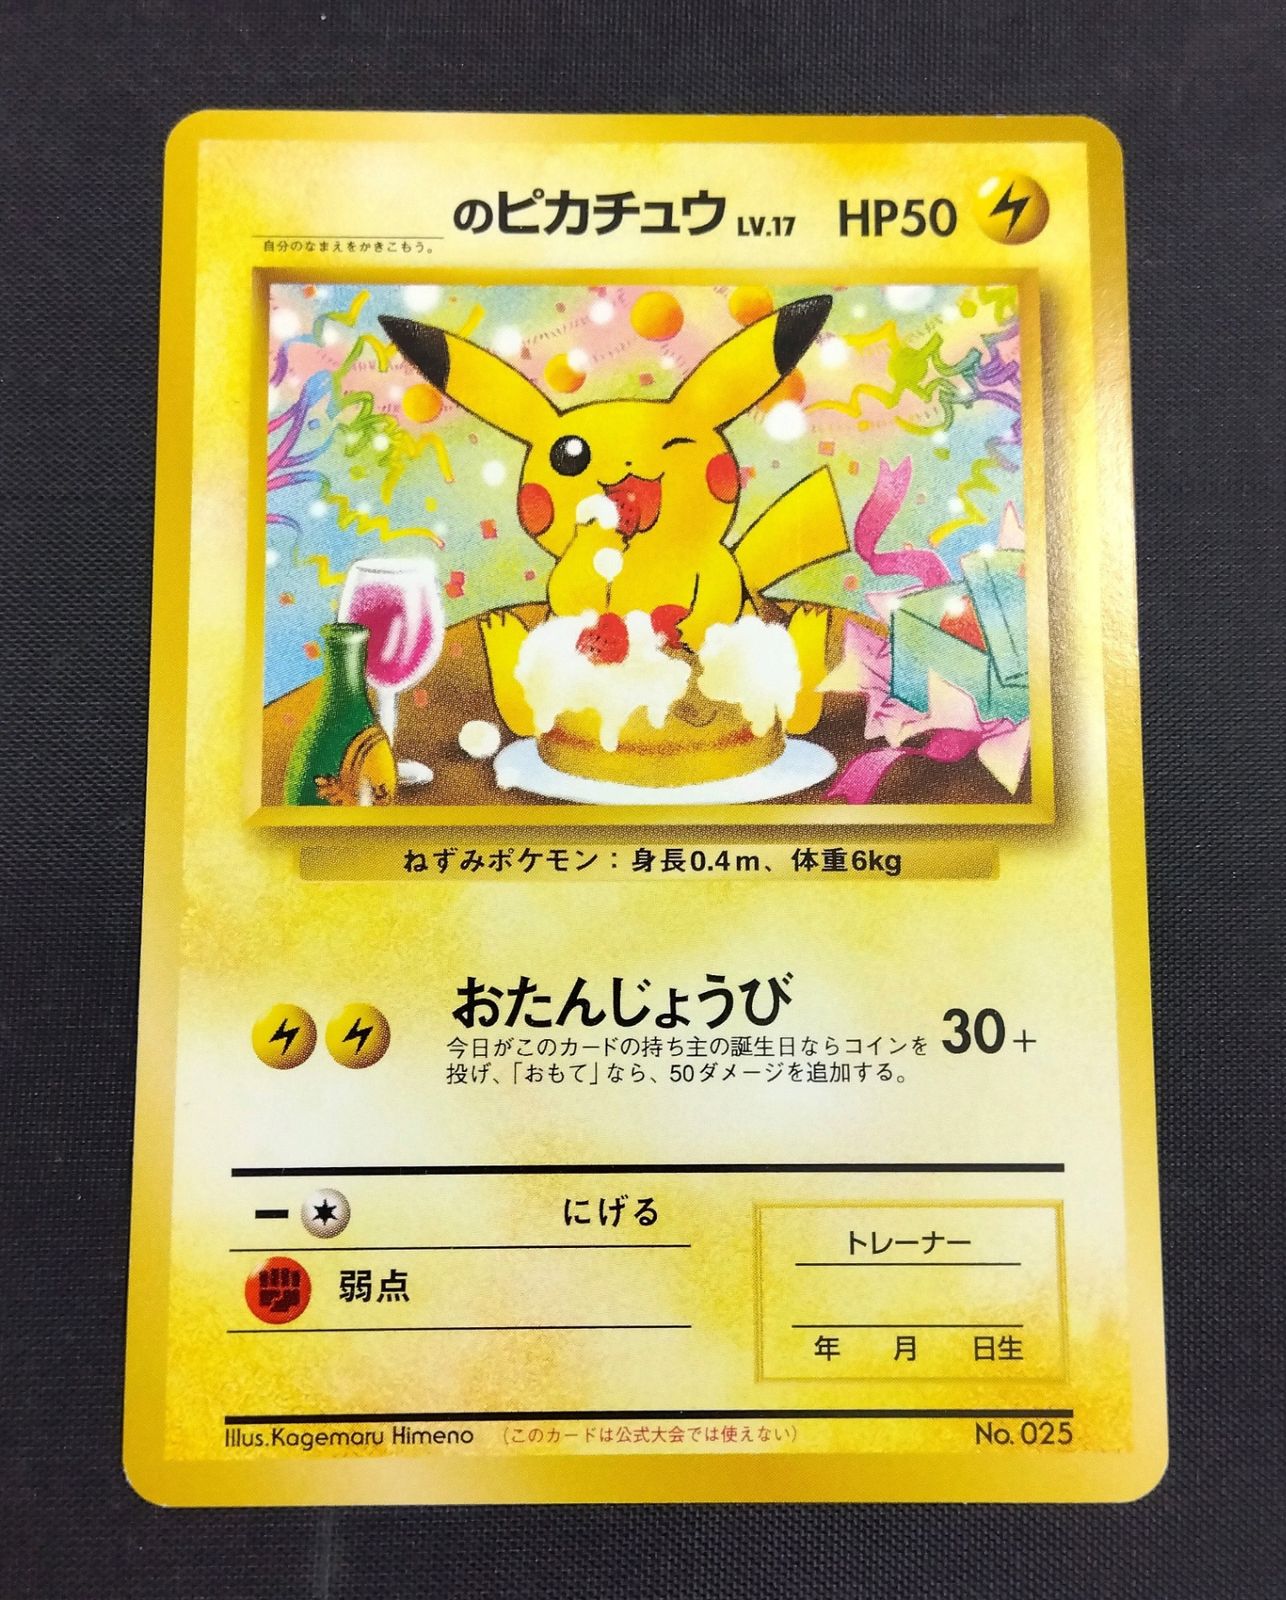 のピカチュウ LV.17 HP50
自分のなまえをかきこもう。
ねずみポケモン：身長0.4m、体重6kg
おたんじょうび 30+
今日がこのカードの持ち主の誕生日ならコインを
投げ、「おもて」なら、50ダメージを追加する。
にげる
弱点
トレーナー
年 月 日生
Illus.Kagemaru Himeno （このカードは公式大会では使えない） No.025